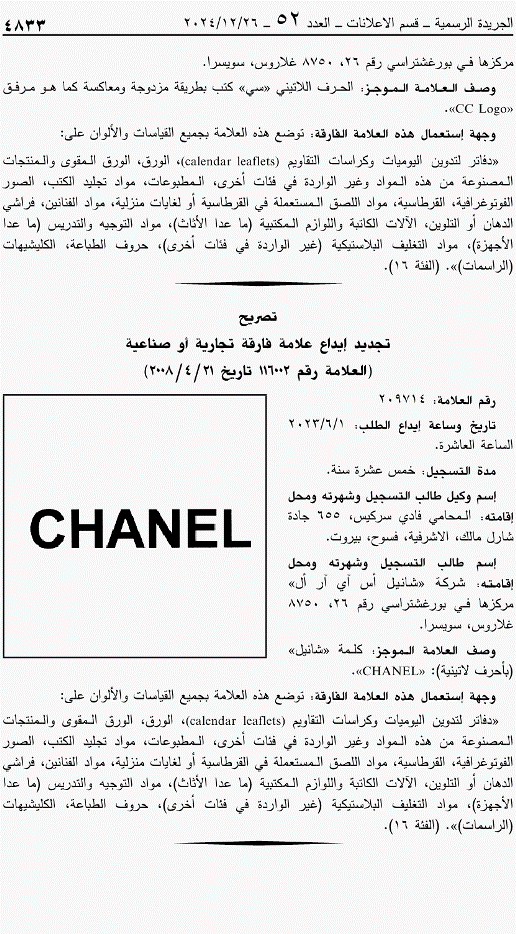 الجريدة الرسمية ــ قسم الاعلانات ــ العدد ٥٢ ــ ٢٠٢٤/١٢/٢٦
٤٨٣٣
مركزها في بورغشتراسي رقم ٢٦، ٨٧٥٠ غلاروس، سويسرا.
وصف العلامة الموجز: الحرف اللاتيني «سي» كتب بطريقة مزدوجة ومعاكسة كما هو مرفق
«CC Logo».
وجهة إستعمال هذه العلامة الفارقة: توضع هذه العلامة بجميع القياسات والألوان على:
«دفاتر لتدوين اليوميات وكراسات التقاويم (calendar leaflets)، الورق، الورق المقوى والمنتجات
المصنوعة من هذه المواد وغير الواردة في فئات أخرى، المطبوعات، مواد تجليد الكتب، الصور
الفوتوغرافية، القرطاسية، مواد اللصق المستعملة في القرطاسية أو لغايات منزلية، مواد الفنانين، فراشي
الدهان أو التلوين، الآلات الكاتبة واللوازم المكتبية (ما عدا الأثاث)، مواد التوجيه والتدريس (ما عدا
الأجهزة)، مواد التغليف البلاستيكية (غير الواردة في فئات أخرى)، حروف الطباعة، الكليشيهات
(الراسمات)». (الفئة ١٦).
تصريح
تجديد إيداع علامة فارقة تجارية أو صناعية
(العلامة رقم ١١٦٠٠٢ تاريخ ٢٠٠٨/٤/٢١)
رقم العلامة: ٢٠٩٧١٤
تاريخ وساعة إيداع الطلب: ٢٠٢٣/٦/١
الساعة العاشرة.
مدة التسجيل: خمس عشرة سنة.
إسم وكيل طالب التسجيل وشهرته ومحل
إقامته: المحامي فادي سركيس، ٦٥٥ جادة
شارل مالك، الاشرفية، فسوح، بيروت.
إسم طالب التسجيل وشهرته ومحل
إقامته: شركة «شانيل أس آي آر أل»
مركزها في بورغشتراسي رقم ٢٦، ٨٧٥٠
غلاروس، سويسرا.
وصف العلامة الموجز: كلمة «شانيل»
(بأحرف لاتينية): «CHANEL».
CHANEL
وجهة إستعمال هذه العلامة الفارقة: توضع هذه العلامة بجميع القياسات والألوان على:
«دفاتر لتدوين اليوميات وكراسات التقاويم (calendar leaflets)، الورق، الورق المقوى والمنتجات
المصنوعة من هذه المواد وغير الواردة في فئات أخرى، المطبوعات، مواد تجليد الكتب، الصور
الفوتوغرافية، القرطاسية، مواد اللصق المستعملة في القرطاسية أو لغايات منزلية، مواد الفنانين، فراشي
الدهان أو التلوين، الآلات الكاتبة واللوازم المكتبية (ما عدا الأثاث)، مواد التوجيه والتدريس (ما عدا
الأجهزة)، مواد التغليف البلاستيكية (غير الواردة في فئات أخرى)، حروف الطباعة، الكليشيهات
(الراسمات)». (الفئة ١٦).